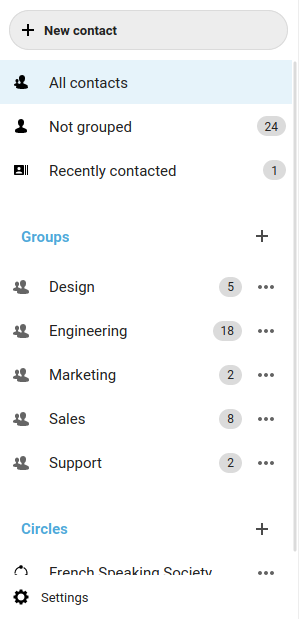 New contact
All contacts
Not grouped 24
Recently contacted 1
Groups
Design 5
Engineering 18
Marketing 2
Sales 8
Support 2
Circles
French Speaking Society
Settings